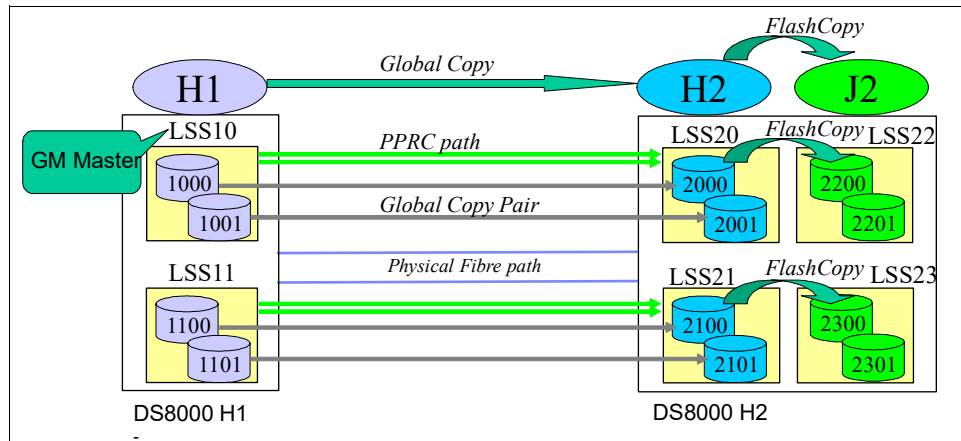 FlashCopy
Global Copy
H1
H2
J2
LSS10
LSS20
FlashCopy
LSS22
GM Master
PPRC path
1000
2000
2200
Global Copy Pair
1001
2001
2201
Physical Fibre path
LSS11
LSS21
FlashCopy
LSS23
1100
2100
2300
1101
2101
2301
DS8000 H1
DS8000 H2
-